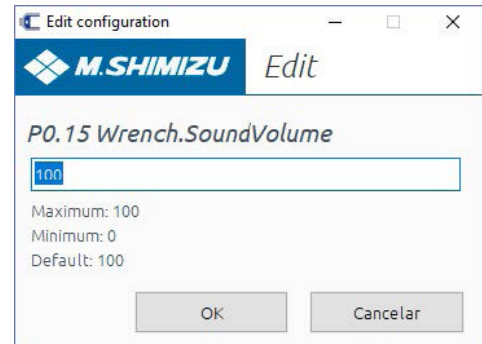 Edit configuration
M.SHIMIZU Edit
P0.15 Wrench.SoundVolume
100
Maximum: 100
Minimum: 0
Default: 100
OK Cancelar